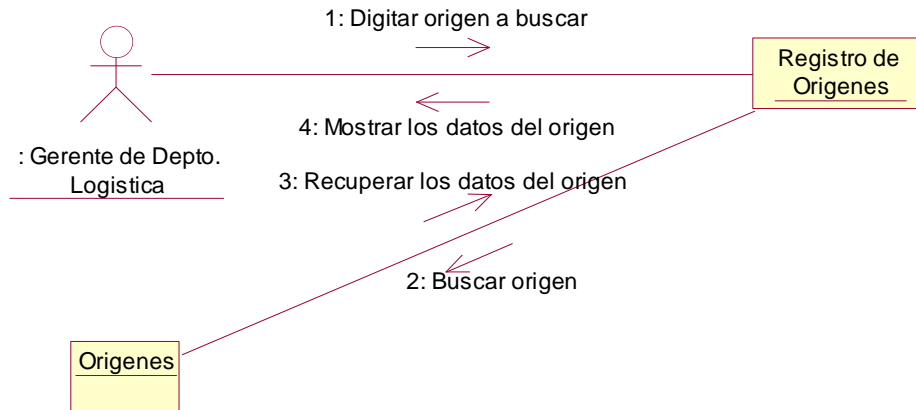 1: Digitar origen a buscar
Registro de
Origenes
4: Mostrar los datos del origen
: Gerente de Depto.
Logistica
3: Recuperar los datos del origen
2: Buscar origen
Origenes